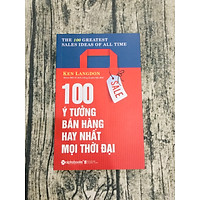 THE 100 GREATEST
SALES IDEAS OF ALL TIME
KEN LANGDON
SALE
100
Ý TƯỞNG
BÁN HÀNG
HAY NHẤT
MỌI THỜI ĐẠI
alphabooks